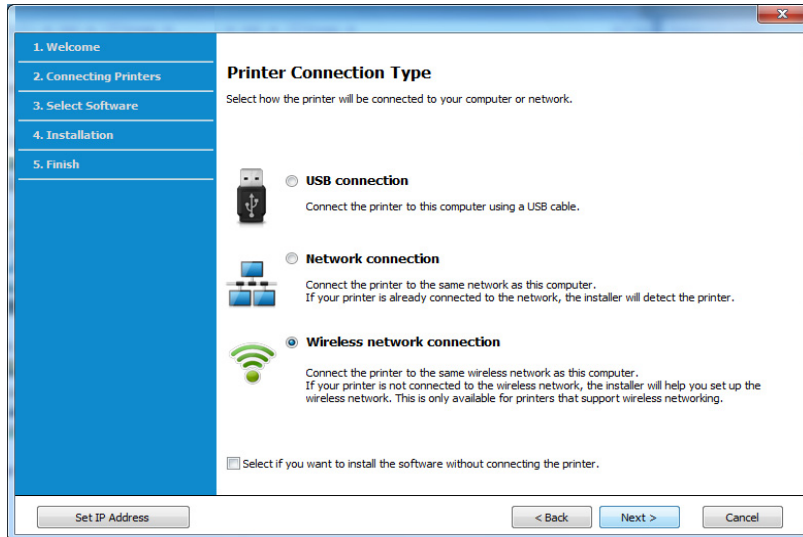 1. Welcome
2. Connecting Printers
3. Select Software
4. Installation
5. Finish
Printer Connection Type
Select how the printer will be connected to your computer or network.
USB connection
Connect the printer to this computer using a USB cable.
Network connection
Connect the printer to the same network as this computer.
If your printer is already connected to the network, the installer will detect the printer.
Wireless network connection
Connect the printer to the same wireless network as this computer.
If your printer is not connected to the wireless network, the installer will help you set up the
wireless network. This is only available for printers that support wireless networking.
Select if you want to install the software without connecting the printer.
Set IP Address
< Back
Next >
Cancel